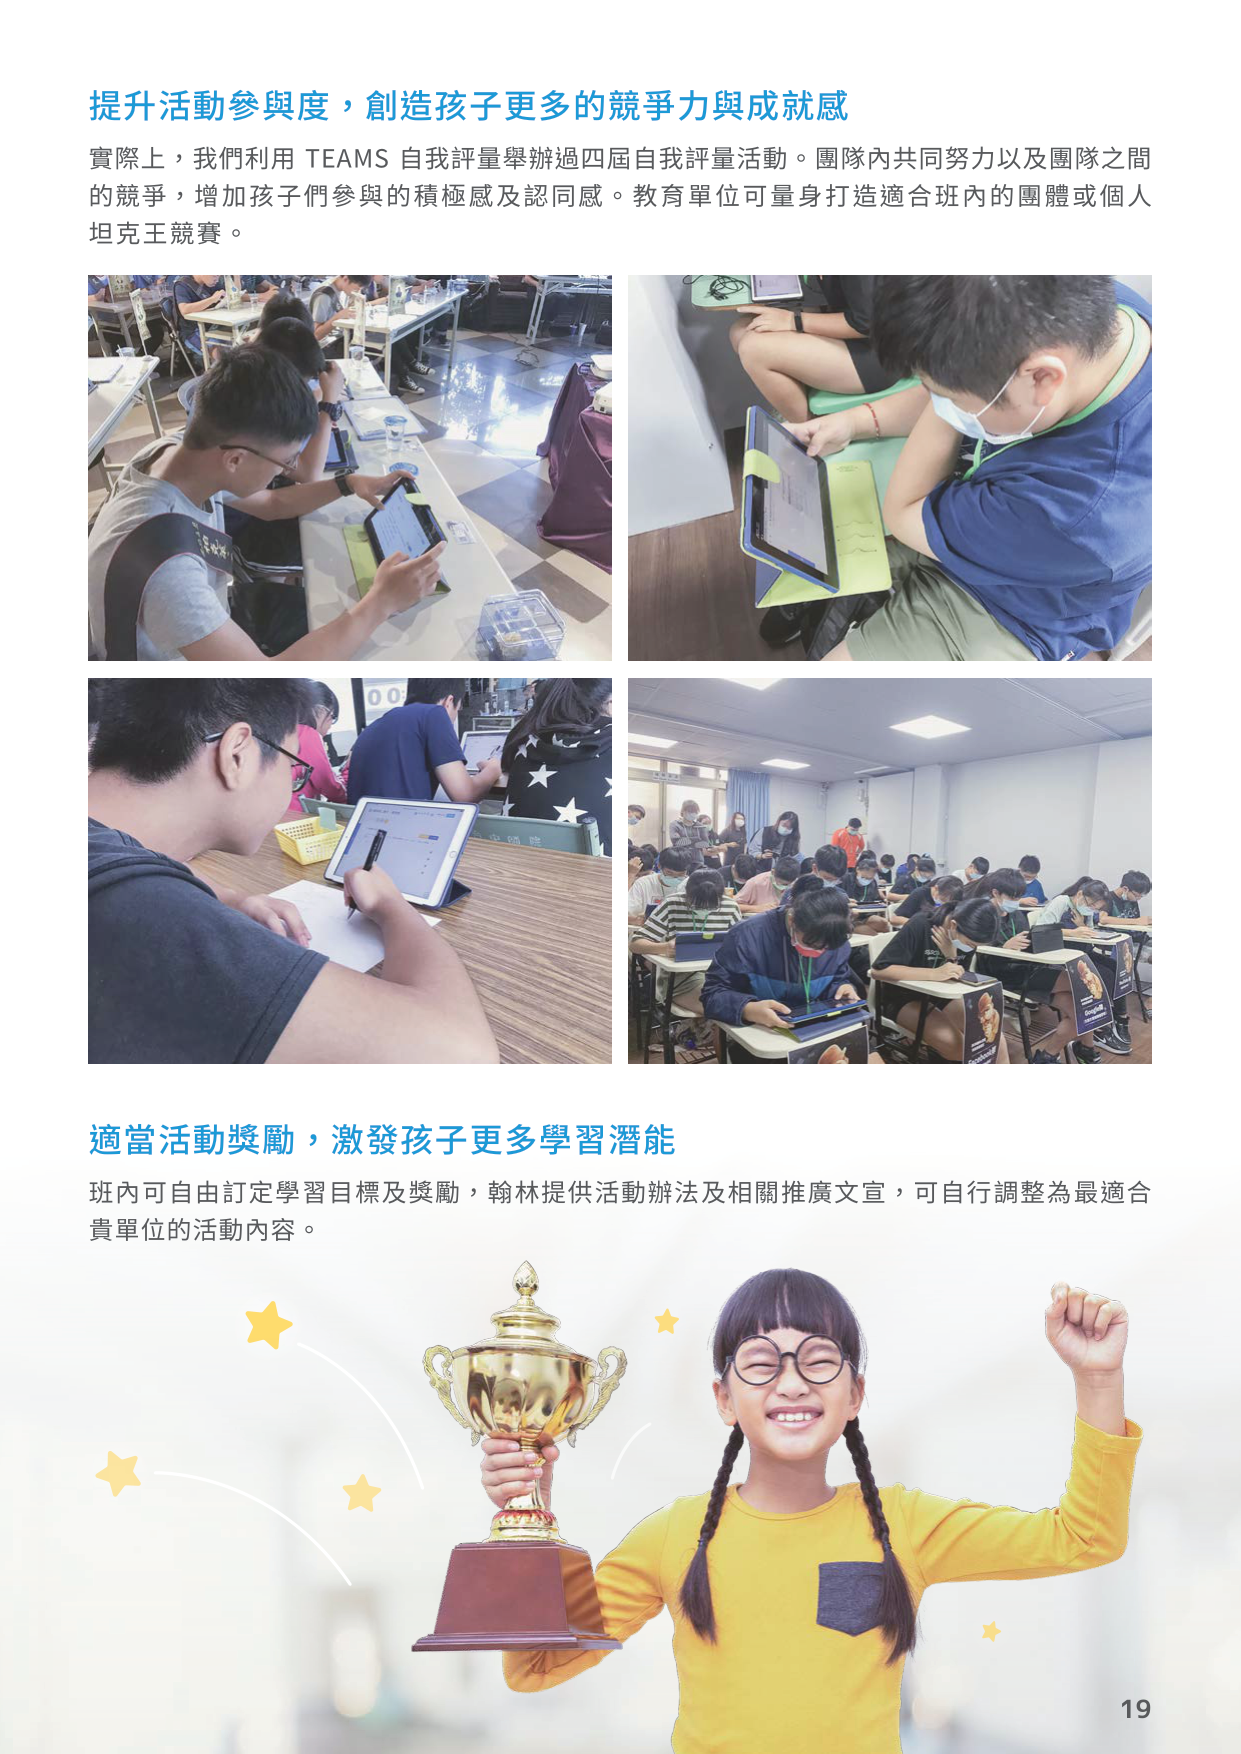 提升活動參與度，創造孩子更多的競爭力與成就感
實際上，我們利用 TEAMS 自我評量舉辦過四屆自我評量活動。團隊內共同努力以及團隊之間
的競爭，增加孩子們參與的積極感及認同感。教育單位可量身打造適合班內的團體或個人
坦克王競賽。
00
Google
Facebook
適當活動獎勵，激發孩子更多學習潛能
班內可自由訂定學習目標及獎勵，翰林提供活動辦法及相關推廣文宣，可自行調整為最適合
貴單位的活動內容。
19